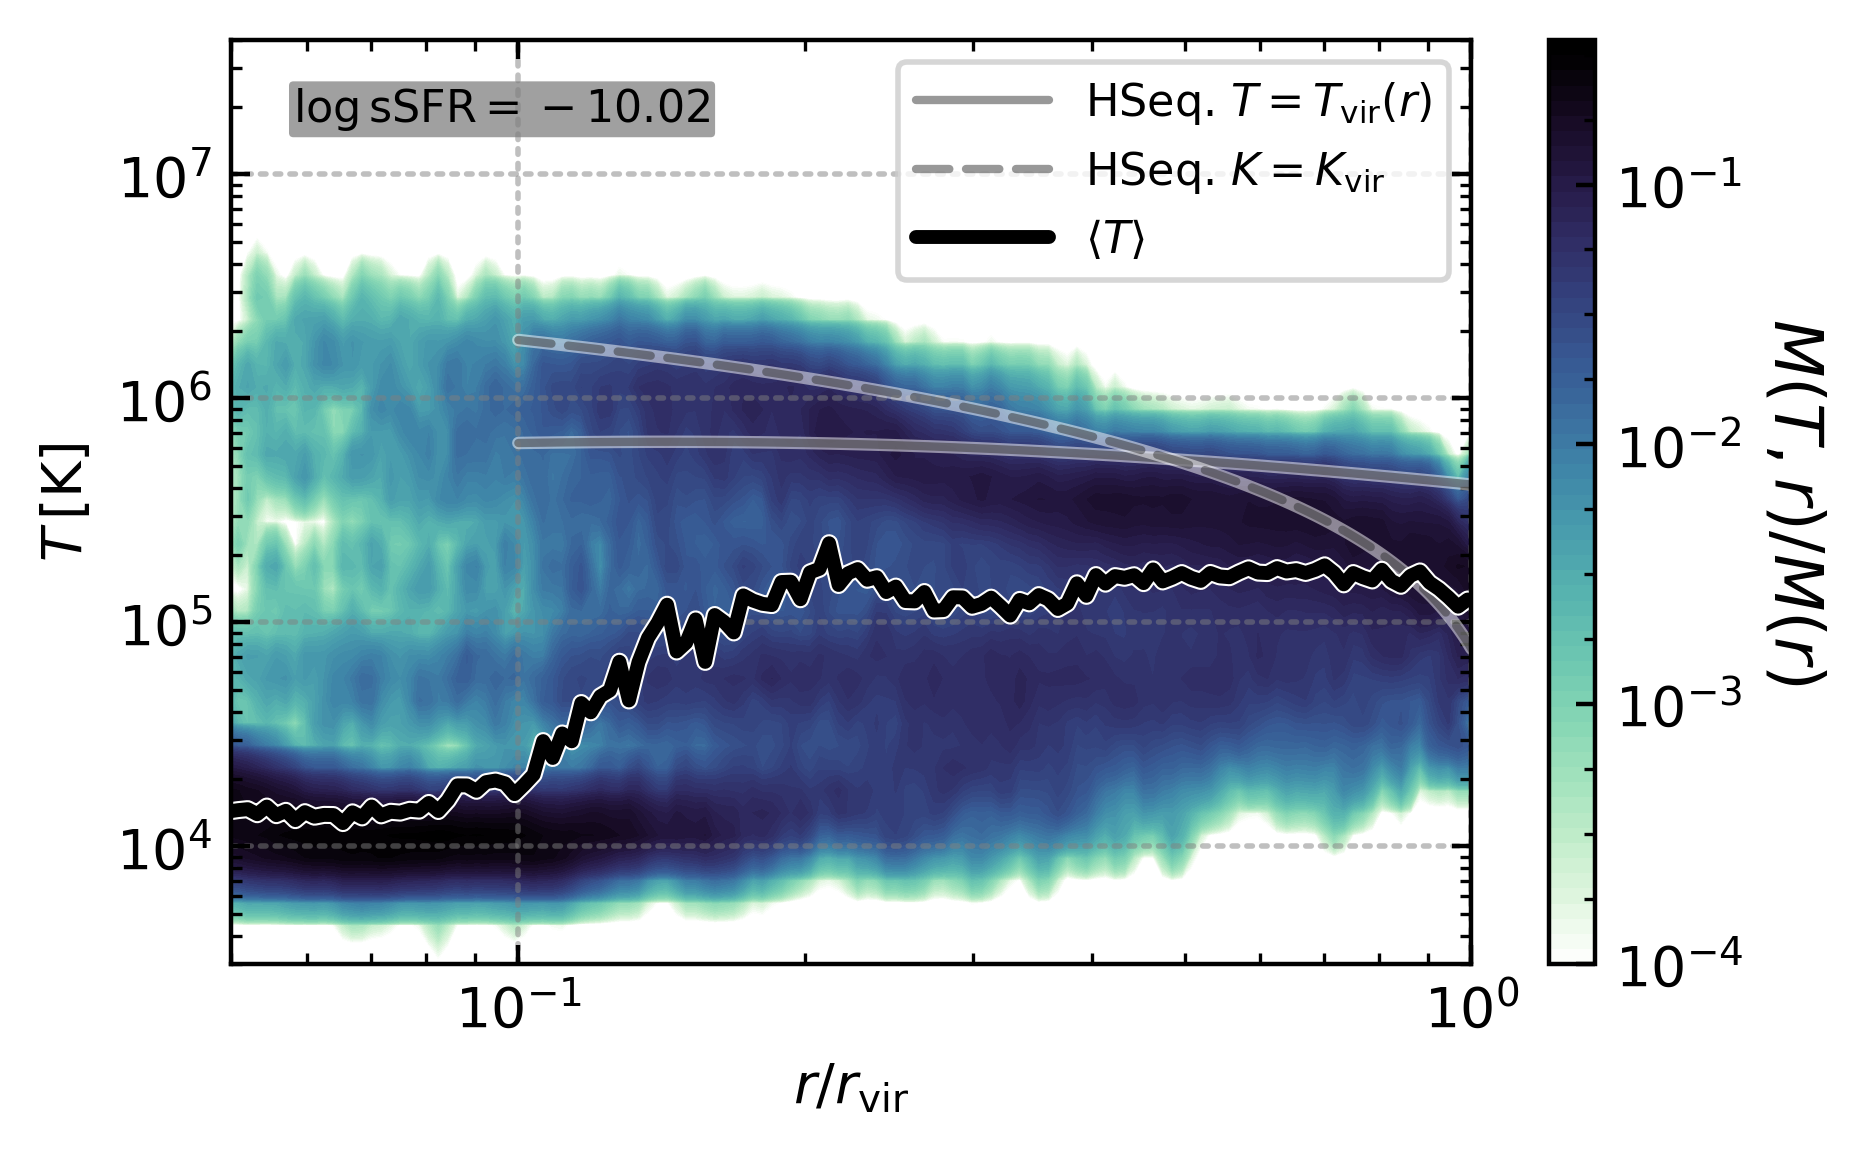 log sSFR = −10.02
HSeq. T = T_vir(r)
HSeq. K = K_vir
⟨T⟩
10^7
10^6
10^5
10^4
T [K]
10^−1
10^0
r/r_vir
10^−1
10^−2
10^−3
10^−4
M(T, r)/M(r)